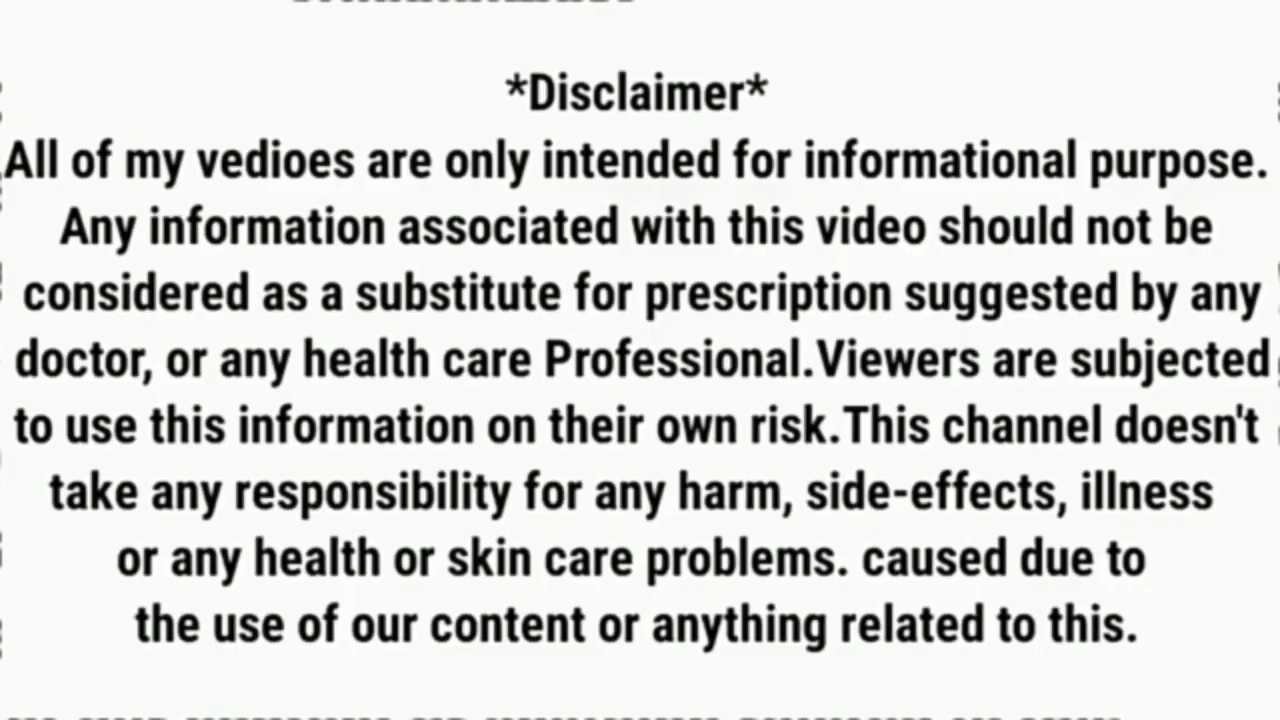 *Disclaimer*
All of my vedioes are only intended for informational purpose.
Any information associated with this video should not be
considered as a substitute for prescription suggested by any
doctor, or any health care Professional.Viewers are subjected
to use this information on their own risk.This channel doesn't
take any responsibility for any harm, side-effects, illness
or any health or skin care problems. caused due to
the use of our content or anything related to this.